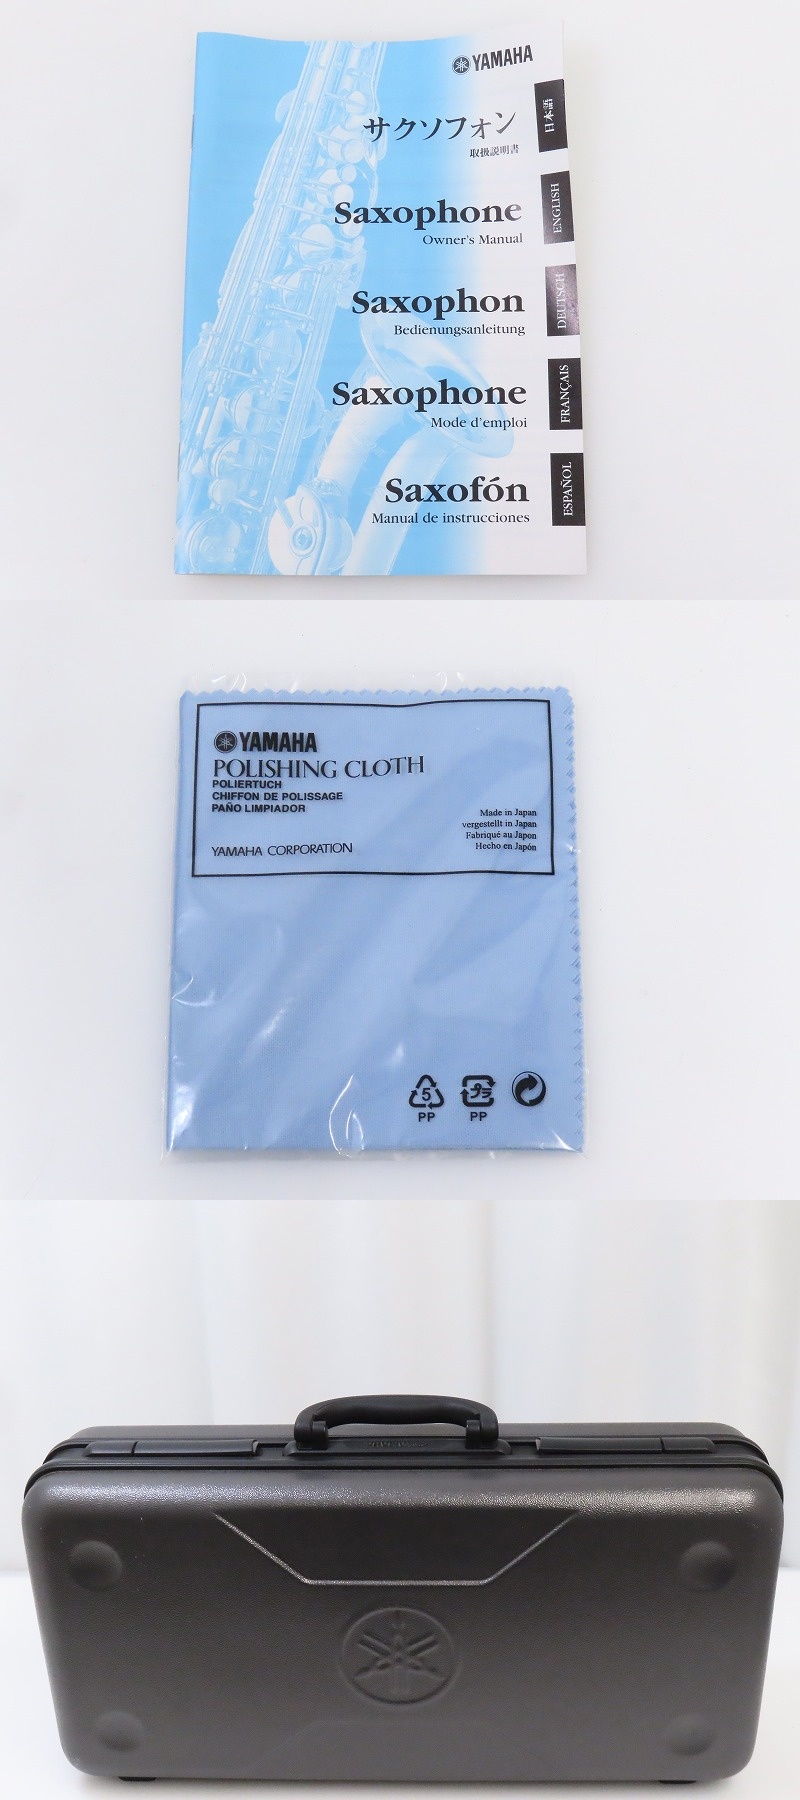 YAMAHA
サクソフォン
取扱説明書
日本語
Saxophone
Owner's Manual
ENGLISH
Saxophon
Bedienungsanleitung
DEUTSCH
Saxophone
Mode d'emploi
FRANÇAIS
Saxofón
Manual de instrucciones
ESPAÑOL
YAMAHA
POLISHING CLOTH
POLIERTUCH
CHIFFON DE POLISSAGE
PAÑO LIMPIADOR
YAMAHA CORPORATION
Made in Japan
vergestellt in Japan
Fabriqué au Japon
Hecho en Japón
5
PP
プラ
PP